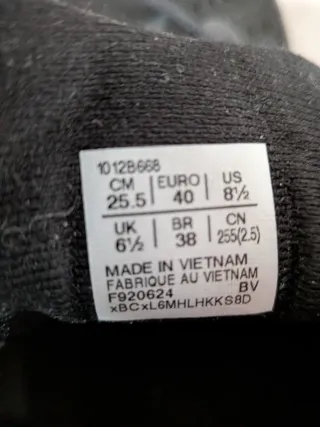 1012B668
CM EURO US
25.5 40 8½
UK BR CN
6½ 38 255(2.5)
MADE IN VIETNAM
FABRIQUE AU VIETNAM
F920624 BV
xBCxL6MHLHKKS8D